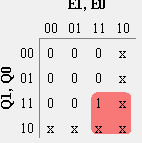 E1, E0
00 01 11 10
Q1, Q0
00 0 0 0 x
01 0 0 0 x
11 0 0 1 x
10 x x x x